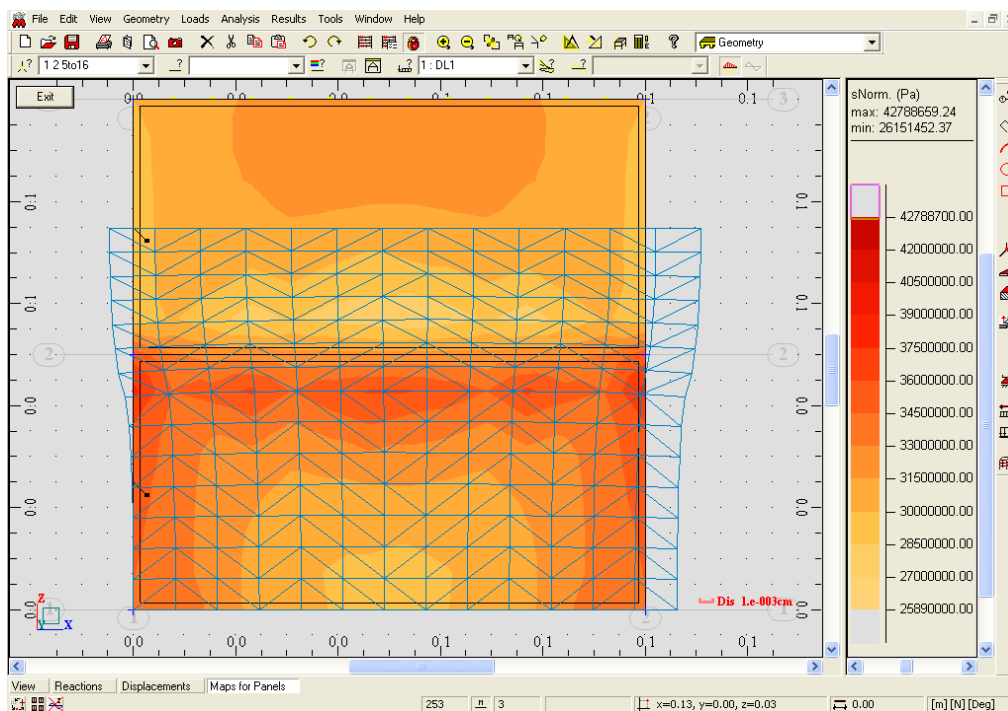 File Edit View Geometry Loads Analysis Results Tools Window Help
Geometry
1 2 5to16
1 : DL1
Exit
0.0 0.0 0.0 0.1 0.1 0.1
3
0.1 0.1
0.1 0.1
2 2
0.0 0.0
0.0 0.0
0.0 0.0
Z
Y X
Dis 1.e-003cm
1 2
0.0 0.0 0.0 0.1 0.1 0.1
sNorm. (Pa)
max: 42788659.24
min: 26151452.37
42788700.00
42000000.00
40500000.00
39000000.00
37500000.00
36000000.00
34500000.00
33000000.00
31500000.00
30000000.00
28500000.00
27000000.00
25890000.00
View Reactions Displacements Maps for Panels
253 n 3 x=0.13, y=0.00, z=0.03 0.00 [m] [N] [Deg]